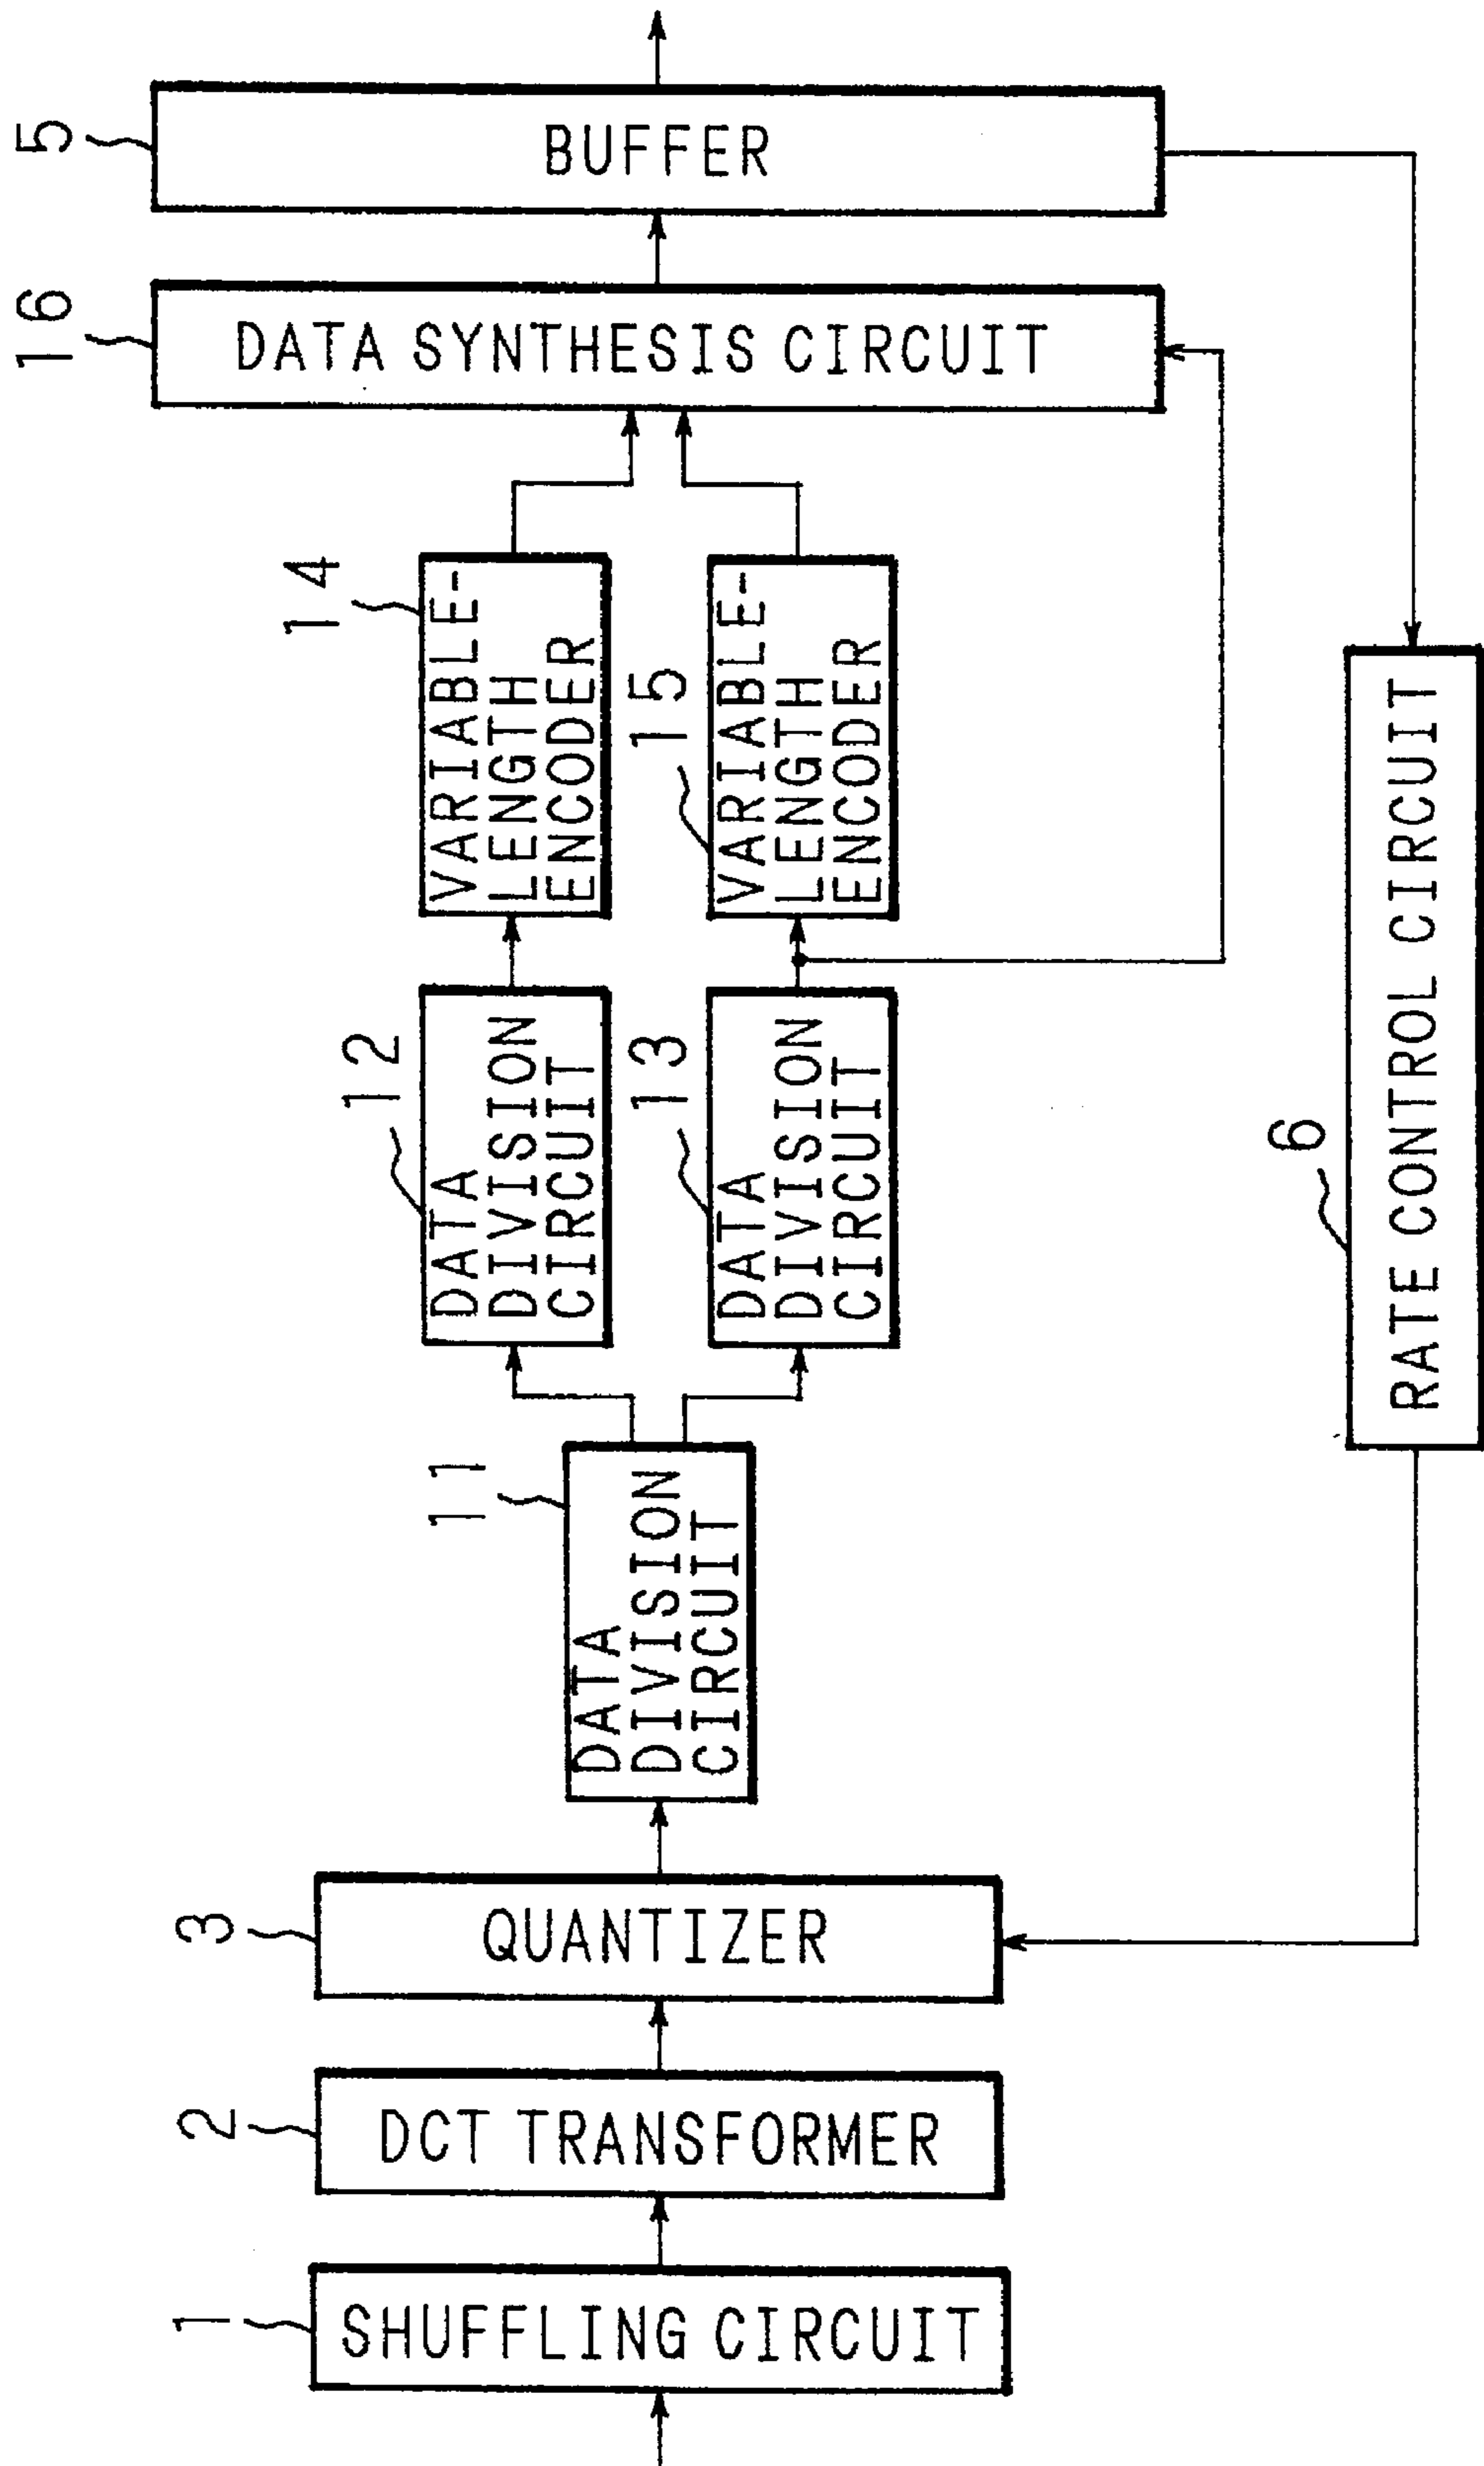 1
SHUFFLING CIRCUIT
2
DCT TRANSFORMER
3
QUANTIZER
11
DATA
DIVISION
CIRCUIT
12
DATA
DIVISION
CIRCUIT
13
DATA
DIVISION
CIRCUIT
14
VARIABLE-
LENGTH
ENCODER
15
VARIABLE-
LENGTH
ENCODER
16
DATA SYNTHESIS CIRCUIT
5
BUFFER
6
RATE CONTROL CIRCUIT